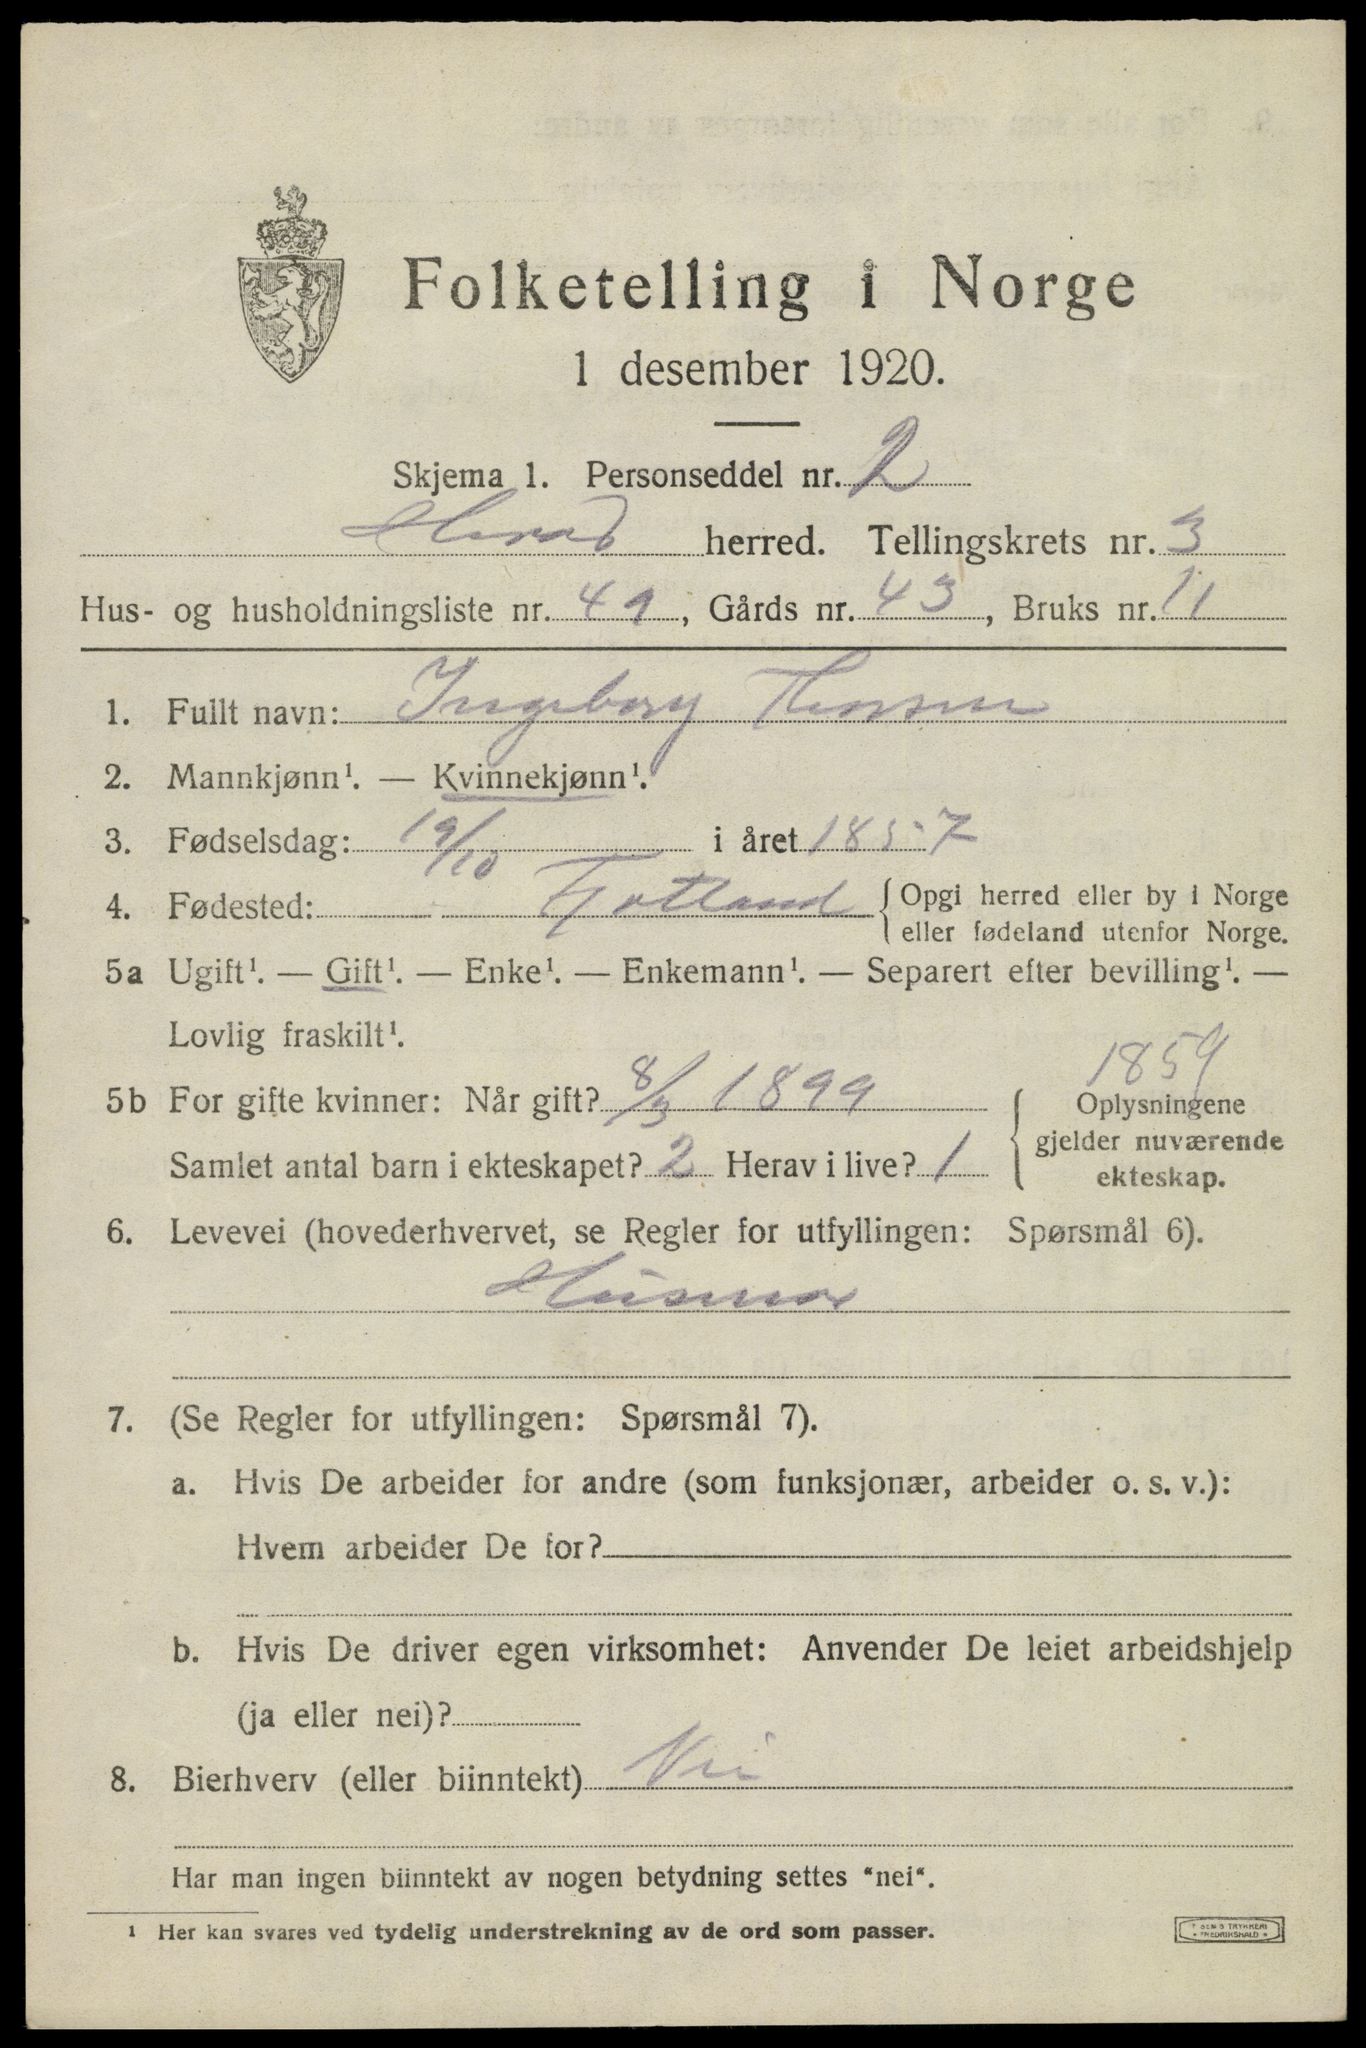 Folketelling i Norge
1 desember 1920.
Skjema 1. Personseddel nr. 2
Herad herred. Tellingskrets nr. 3
Hus- og husholdningsliste nr. 49, Gårds nr. 43, Bruks nr. 11
1. Fullt navn: Ingeborg Hansen
2. Mannkjønn¹. — Kvinnekjønn¹.
3. Fødselsdag: 19/10 i året 1857
4. Fødested: Fjotland { Opgi herred eller by i Norge
eller fødeland utenfor Norge.
5a Ugift¹. — Gift¹. — Enke¹. — Enkemann¹. — Separert efter bevilling¹. —
Lovlig fraskilt¹.
1859
5b For gifte kvinner: Når gift? 8/3 1899
Samlet antal barn i ekteskapet? 2 Herav i live? 1
Oplysningene
gjelder nuværende
ekteskap.
6. Levevei (hovederhvervet, se Regler for utfyllingen: Spørsmål 6).
Husmor
7. (Se Regler for utfyllingen: Spørsmål 7).
a. Hvis De arbeider for andre (som funksjonær, arbeider o. s. v.):
Hvem arbeider De for?
b. Hvis De driver egen virksomhet: Anvender De leiet arbeidshjelp
(ja eller nei)?
8. Bierhverv (eller biinntekt) Nei
Har man ingen biinntekt av nogen betydning settes "nei".
¹ Her kan svares ved tydelig understrekning av de ord som passer.
TRYKKERI
FREDRIKSHALD